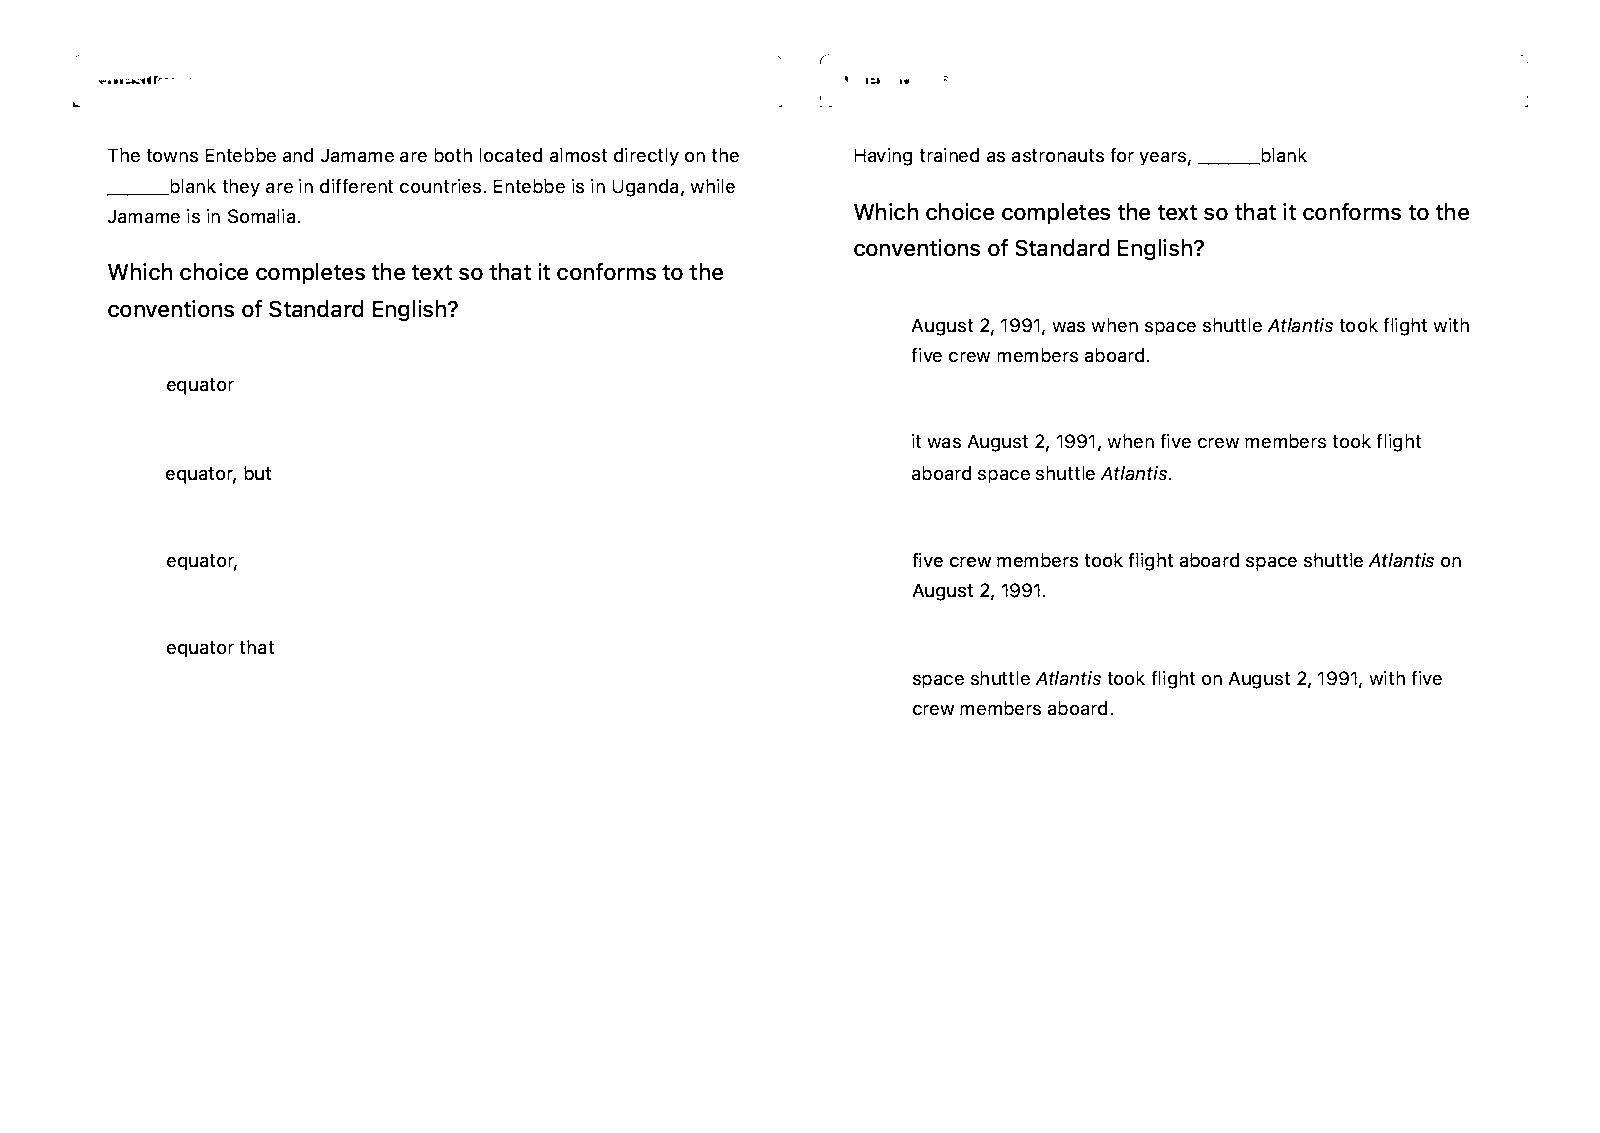 The towns Entebbe and Jamame are both located almost directly on the
______blank they are in different countries. Entebbe is in Uganda, while
Jamame is in Somalia.
Which choice completes the text so that it conforms to the
conventions of Standard English?
equator
equator, but
equator,
equator that
Having trained as astronauts for years, ______blank
Which choice completes the text so that it conforms to the
conventions of Standard English?
August 2, 1991, was when space shuttle Atlantis took flight with
five crew members aboard.
it was August 2, 1991, when five crew members took flight
aboard space shuttle Atlantis.
five crew members took flight aboard space shuttle Atlantis on
August 2, 1991.
space shuttle Atlantis took flight on August 2, 1991, with five
crew members aboard.